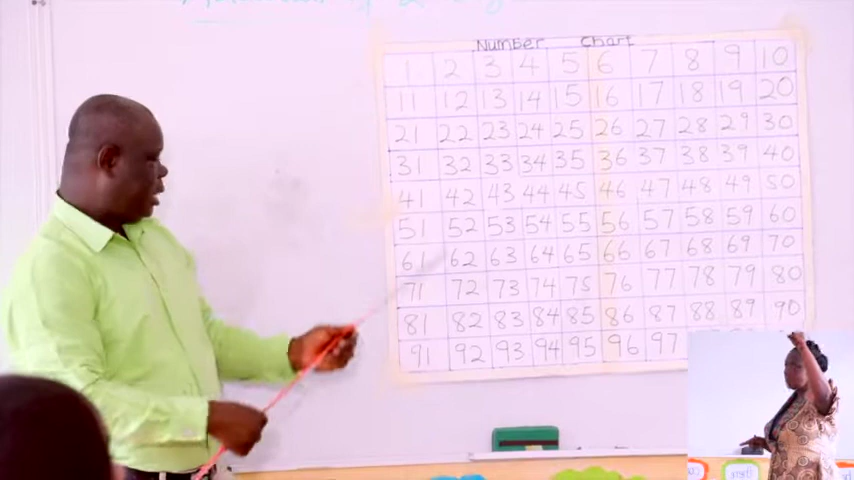 Number Chart
1 2 3 4 5 6 7 8 9 10
11 12 13 14 15 16 17 18 19 20
21 22 23 24 25 26 27 28 29 30
31 32 33 34 35 36 37 38 39 40
41 42 43 44 45 46 47 48 49 50
51 52 53 54 55 56 57 58 59 60
61 62 63 64 65 66 67 68 69 70
71 72 73 74 75 76 77 78 79 80
81 82 83 84 85 86 87 88 89 90
91 92 93 94 95 96 97